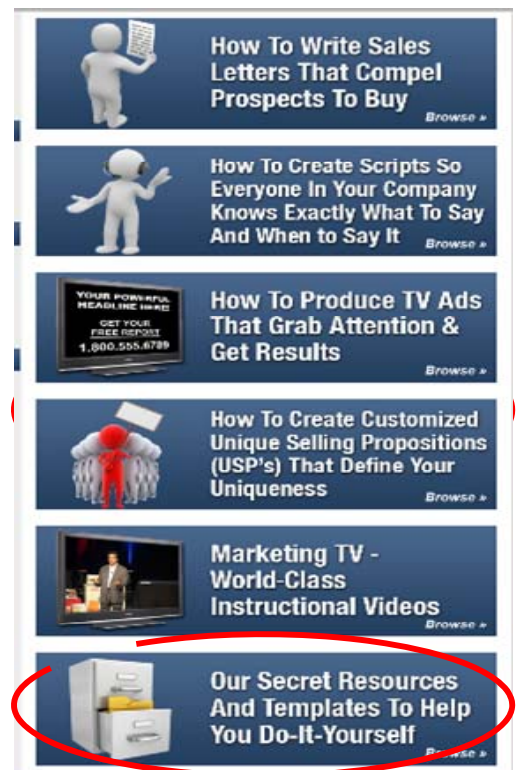 How To Write Sales
Letters That Compel
Prospects To Buy
Browse »
How To Create Scripts So
Everyone In Your Company
Knows Exactly What To Say
And When to Say It
Browse »
YOUR POWERFUL
HEADLINE HERE
GET YOUR
FREE REPORT
1.800.555.6789
How To Produce TV Ads
That Grab Attention &
Get Results
Browse »
How To Create Customized
Unique Selling Propositions
(USP's) That Define Your
Uniqueness
Browse »
Marketing TV -
World-Class
Instructional Videos
Browse »
Our Secret Resources
And Templates To Help
You Do-It-Yourself
Browse »